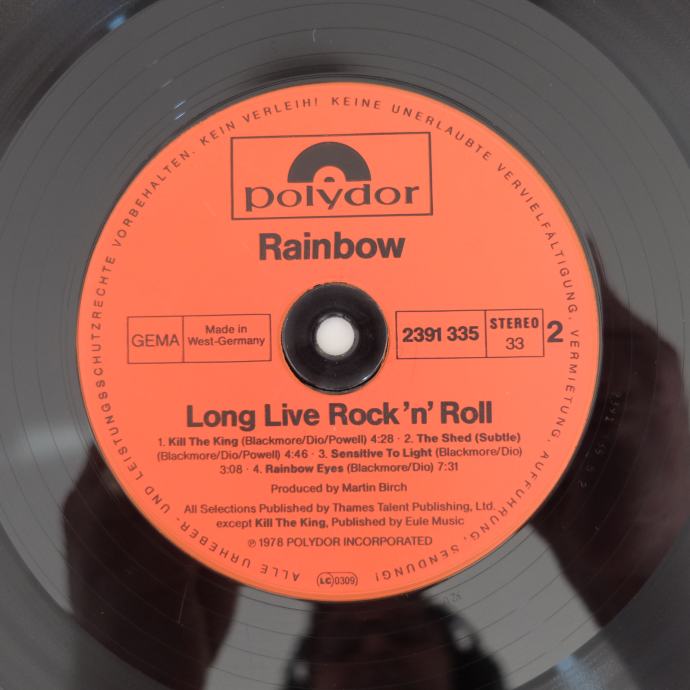 ALLE URHEBER- UND LEISTUNGSSCHUTZRECHTE VORBEHALTEN. KEIN VERLEIH! KEINE UNERLAUBTE VERVIELFÄLTIGUNG, VERMIETUNG, AUFFÜHRUNG, SENDUNG!
polydor
Rainbow
GEMA
Made in
West-Germany
2391 335
STEREO
33
2
Long Live Rock 'n' Roll
1. Kill The King (Blackmore/Dio/Powell) 4:28 · 2. The Shed (Subtle)
(Blackmore/Dio/Powell) 4:46 · 3. Sensitive To Light (Blackmore/Dio)
3:08 · 4. Rainbow Eyes (Blackmore/Dio) 7:31
Produced by Martin Birch
All Selections Published by Thames Talent Publishing, Ltd.
except Kill The King, Published by Eule Music
℗ 1978 POLYDOR INCORPORATED
LC 0309